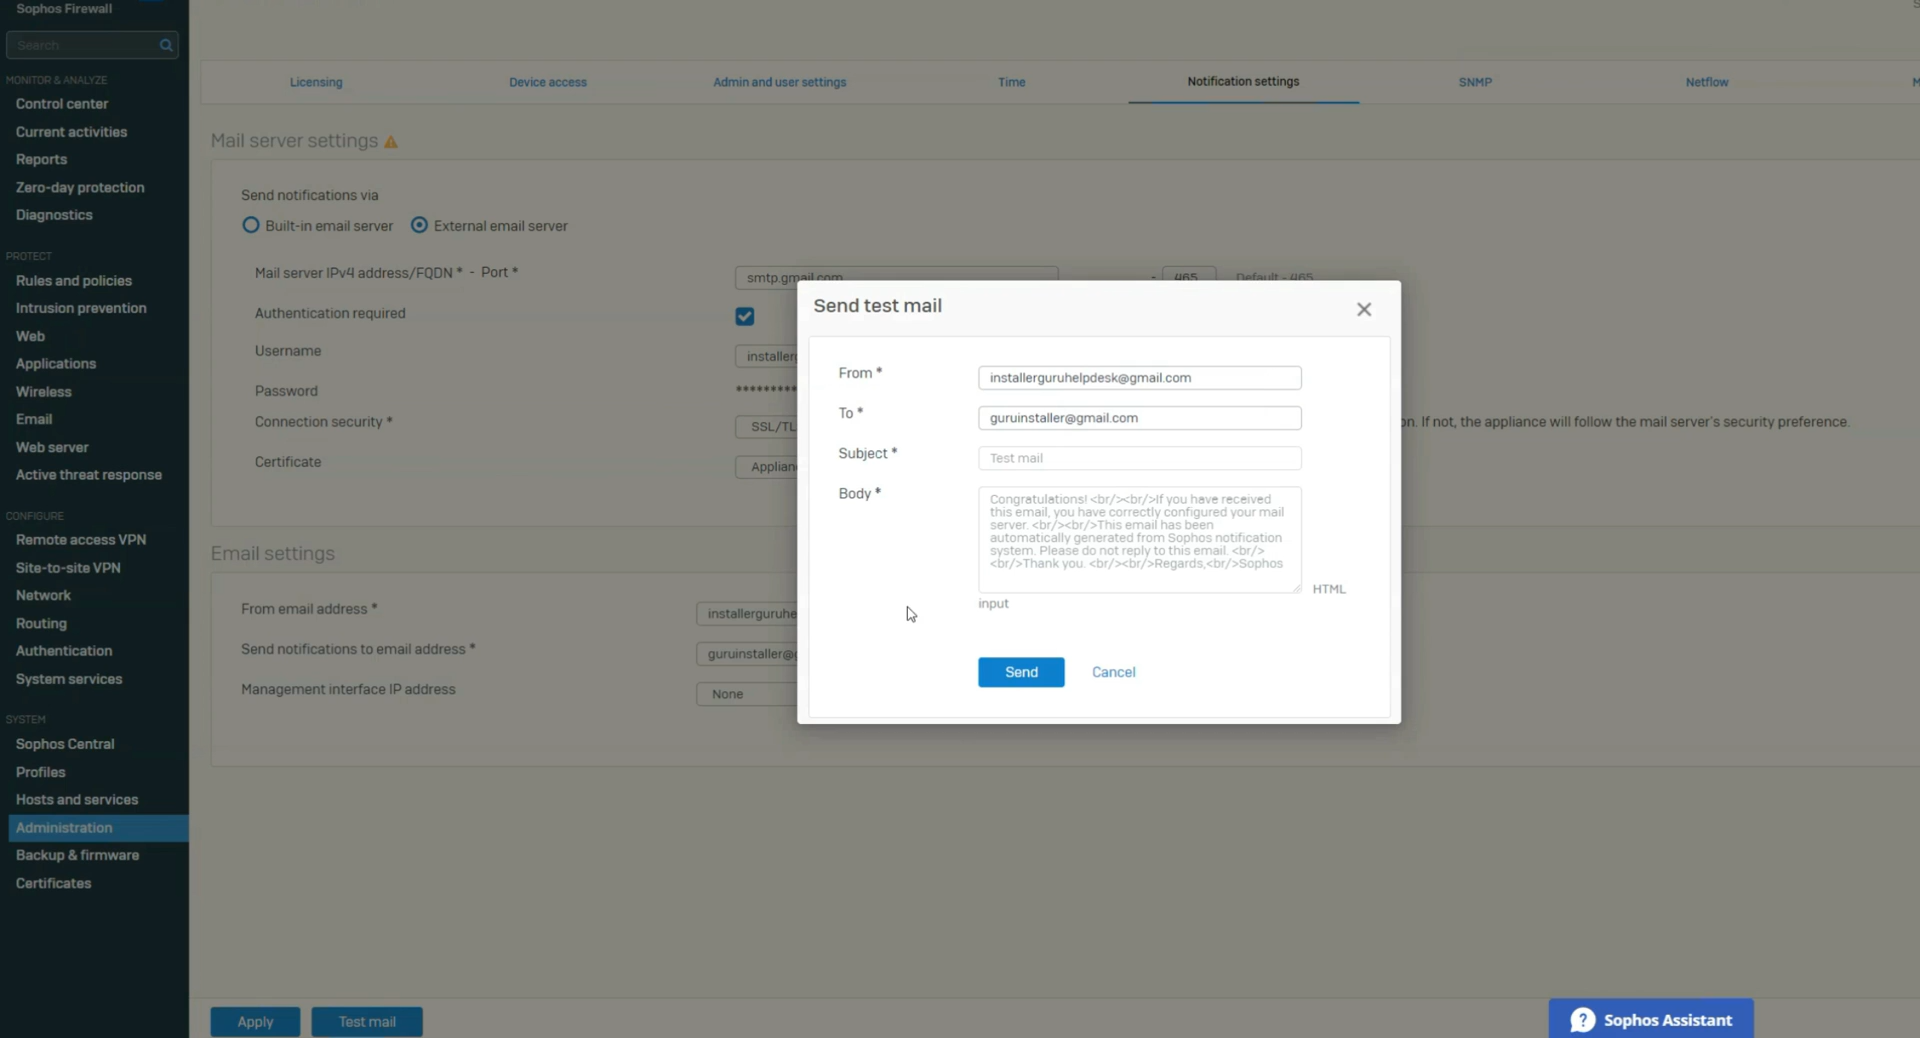 Sophos Firewall
Search
MONITOR & ANALYZE
Control center
Current activities
Reports
Zero-day protection
Diagnostics
PROTECT
Rules and policies
Intrusion prevention
Web
Applications
Wireless
Email
Web server
Active threat response
CONFIGURE
Remote access VPN
Site-to-site VPN
Network
Routing
Authentication
System services
SYSTEM
Sophos Central
Profiles
Hosts and services
Administration
Backup & firmware
Certificates
Licensing Device access Admin and user settings Time Notification settings SNMP Netflow
Mail server settings
Send notifications via
Built-in email server External email server
Mail server IPv4 address/FQDN * - Port * smtp.gmail.com - 465 Default - 465
Authentication required
Username installer
Password **********
Connection security * SSL/TL on. If not, the appliance will follow the mail server's security preference.
Certificate Applian
Email settings
From email address * installerguruhe
Send notifications to email address * guruinstaller@g
Management interface IP address None
Apply Test mail
Send test mail
From * installerguruhelpdesk@gmail.com
To * guruinstaller@gmail.com
Subject * Test mail
Body * Congratulations! <br/><br/>If you have received
this email, you have correctly configured your mail
server. <br/><br/>This email has been
automatically generated from Sophos notification
system. Please do not reply to this email. <br/>
<br/>Thank you. <br/><br/>Regards,<br/>Sophos
HTML
input
Send Cancel
Sophos Assistant